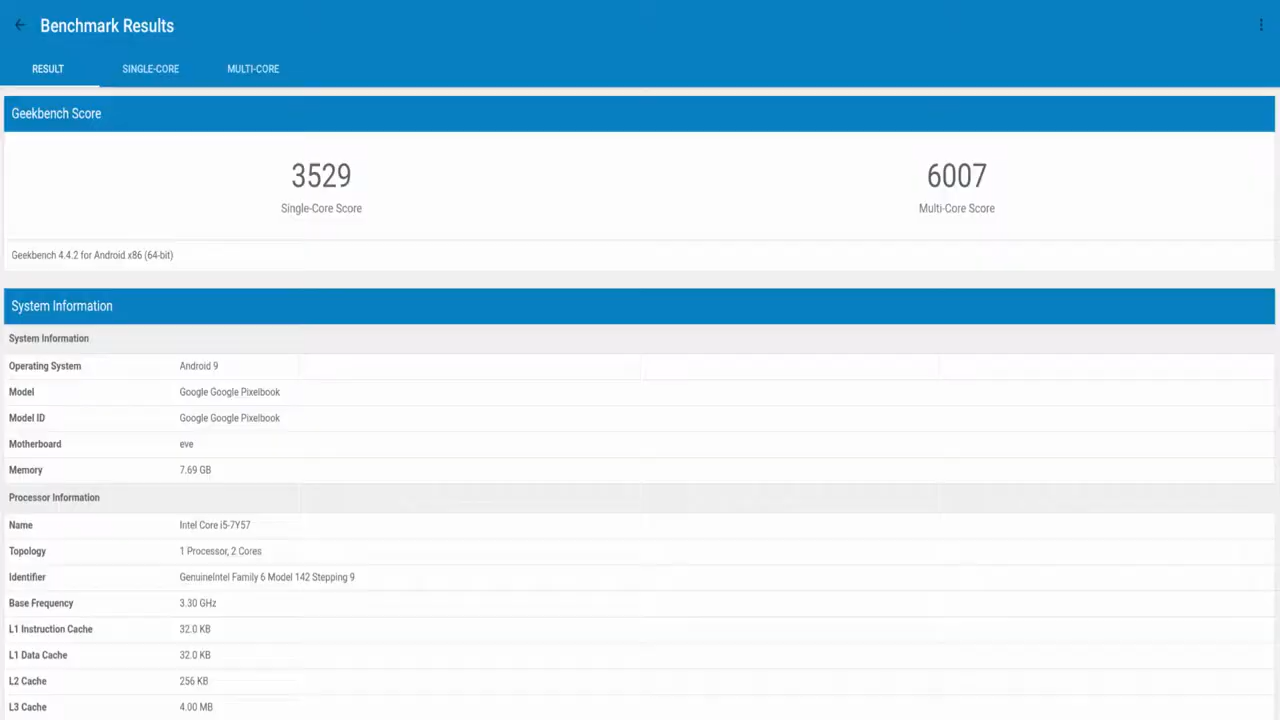 Benchmark Results
RESULT SINGLE-CORE MULTI-CORE
Geekbench Score
3529 6007
Single-Core Score Multi-Core Score
Geekbench 4.4.2 for Android x86 (64-bit)
System Information
System Information
Operating System Android 9
Model Google Google Pixelbook
Model ID Google Google Pixelbook
Motherboard eve
Memory 7.69 GB
Processor Information
Name Intel Core i5-7Y57
Topology 1 Processor, 2 Cores
Identifier GenuineIntel Family 6 Model 142 Stepping 9
Base Frequency 3.30 GHz
L1 Instruction Cache 32.0 KB
L1 Data Cache 32.0 KB
L2 Cache 256 KB
L3 Cache 4.00 MB